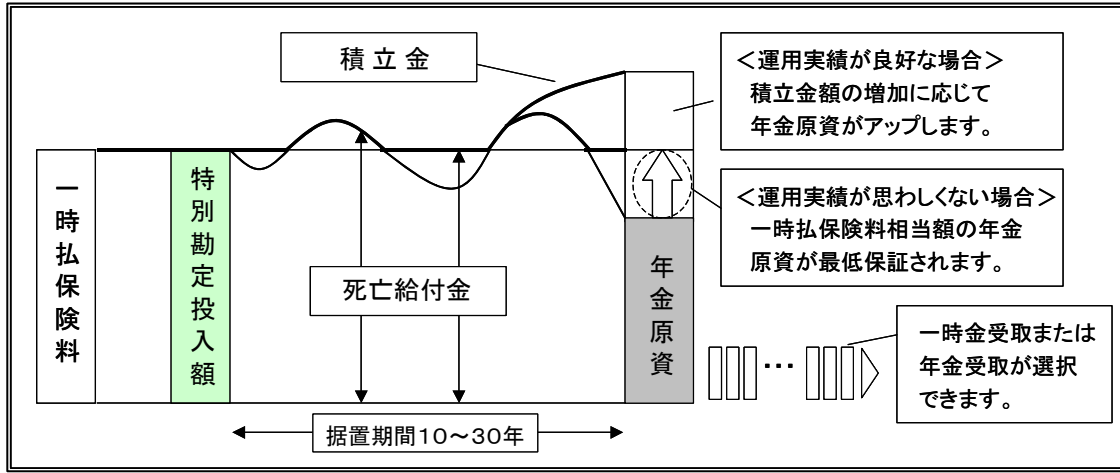 積立金
＜運用実績が良好な場合＞
積立金額の増加に応じて
年金原資がアップします。
一時払保険料
特別勘定投入額
＜運用実績が思わしくない場合＞
一時払保険料相当額の年金
原資が最低保証されます。
死亡給付金
年金原資
一時金受取または
年金受取が選択
できます。
…
据置期間１０～３０年